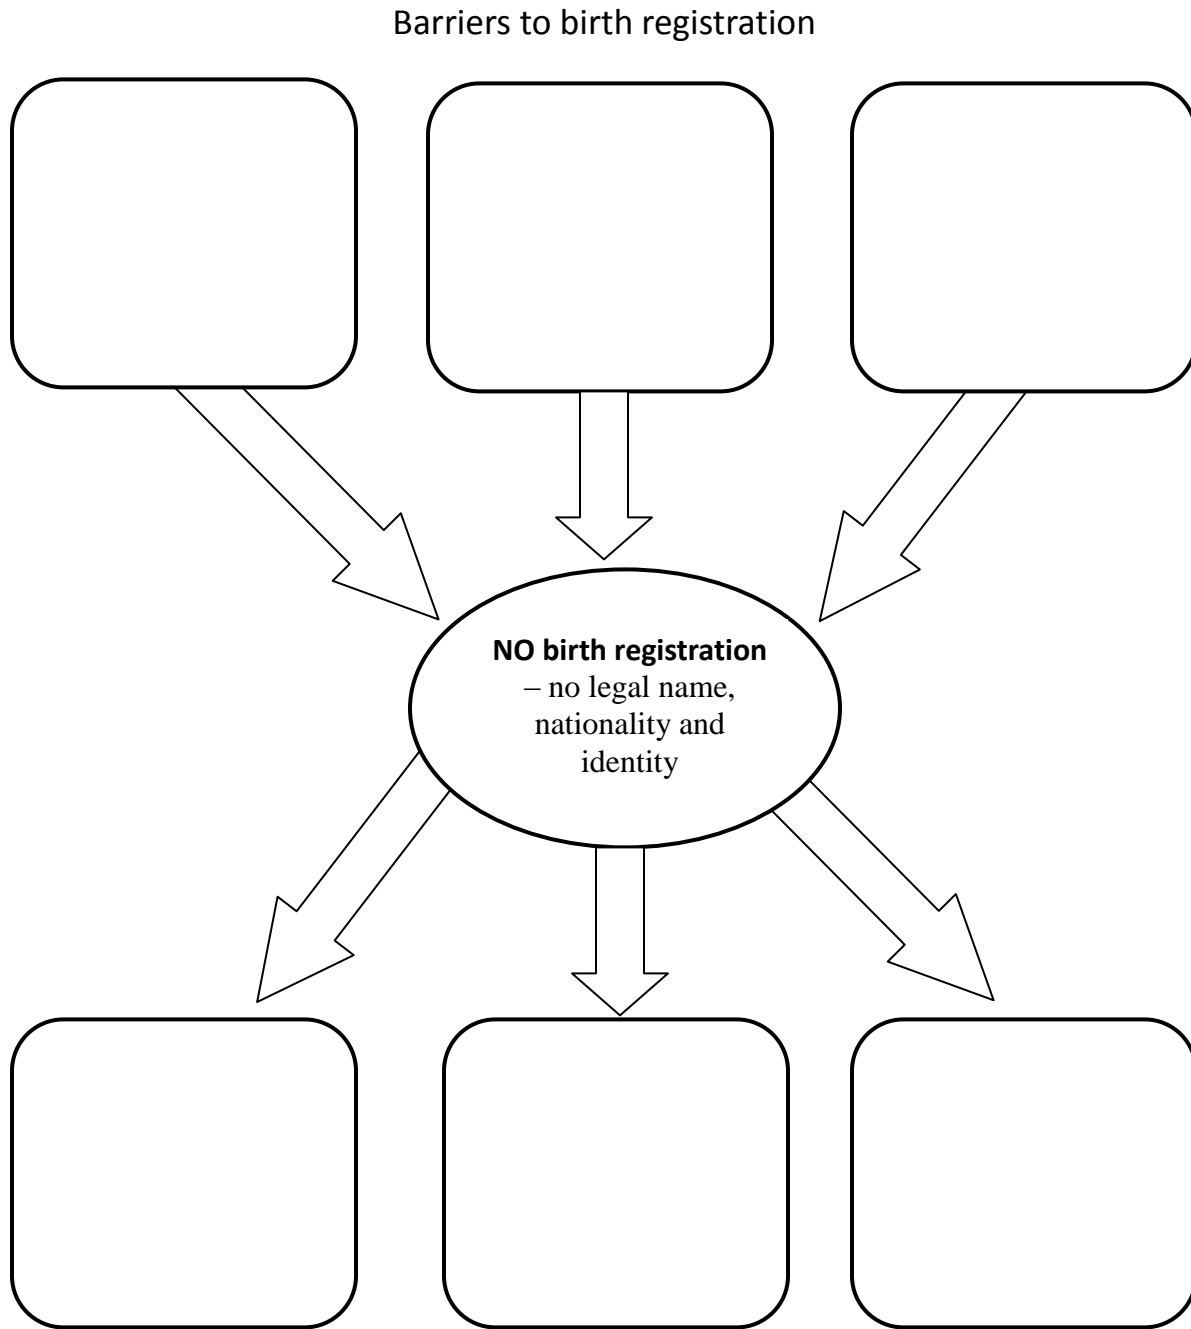 Barriers to birth registration
NO birth registration
– no legal name,
nationality and
identity